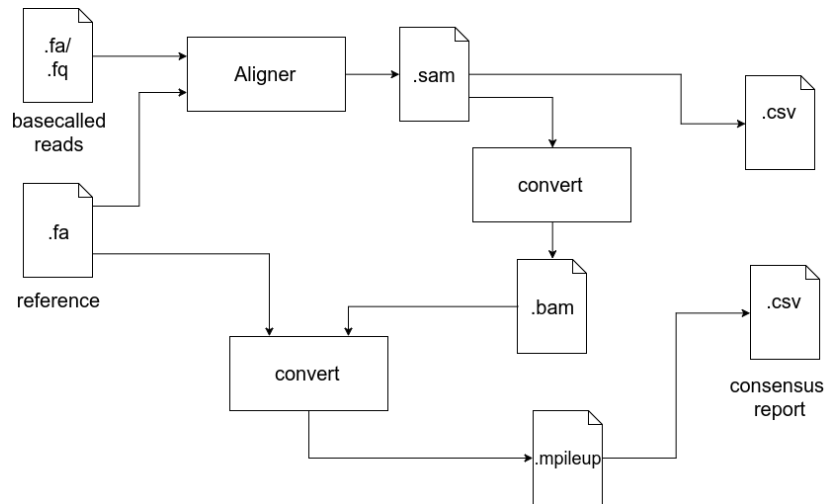 .fa/
.fq
basecalled
reads
Aligner
.sam
.csv
convert
.fa
reference
.bam
.csv
consensus
report
convert
.mpileup